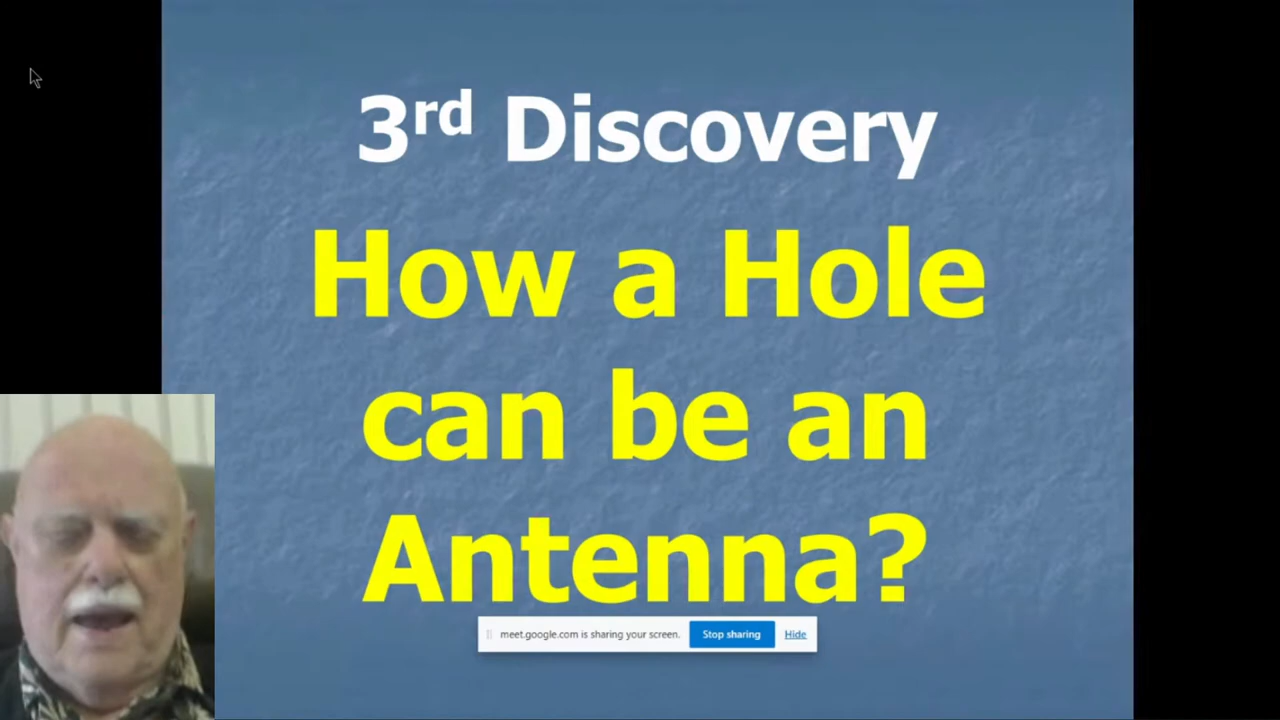 3rd Discovery
How a Hole
can be an
Antenna?
meet.google.com is sharing your screen. Stop sharing Hide